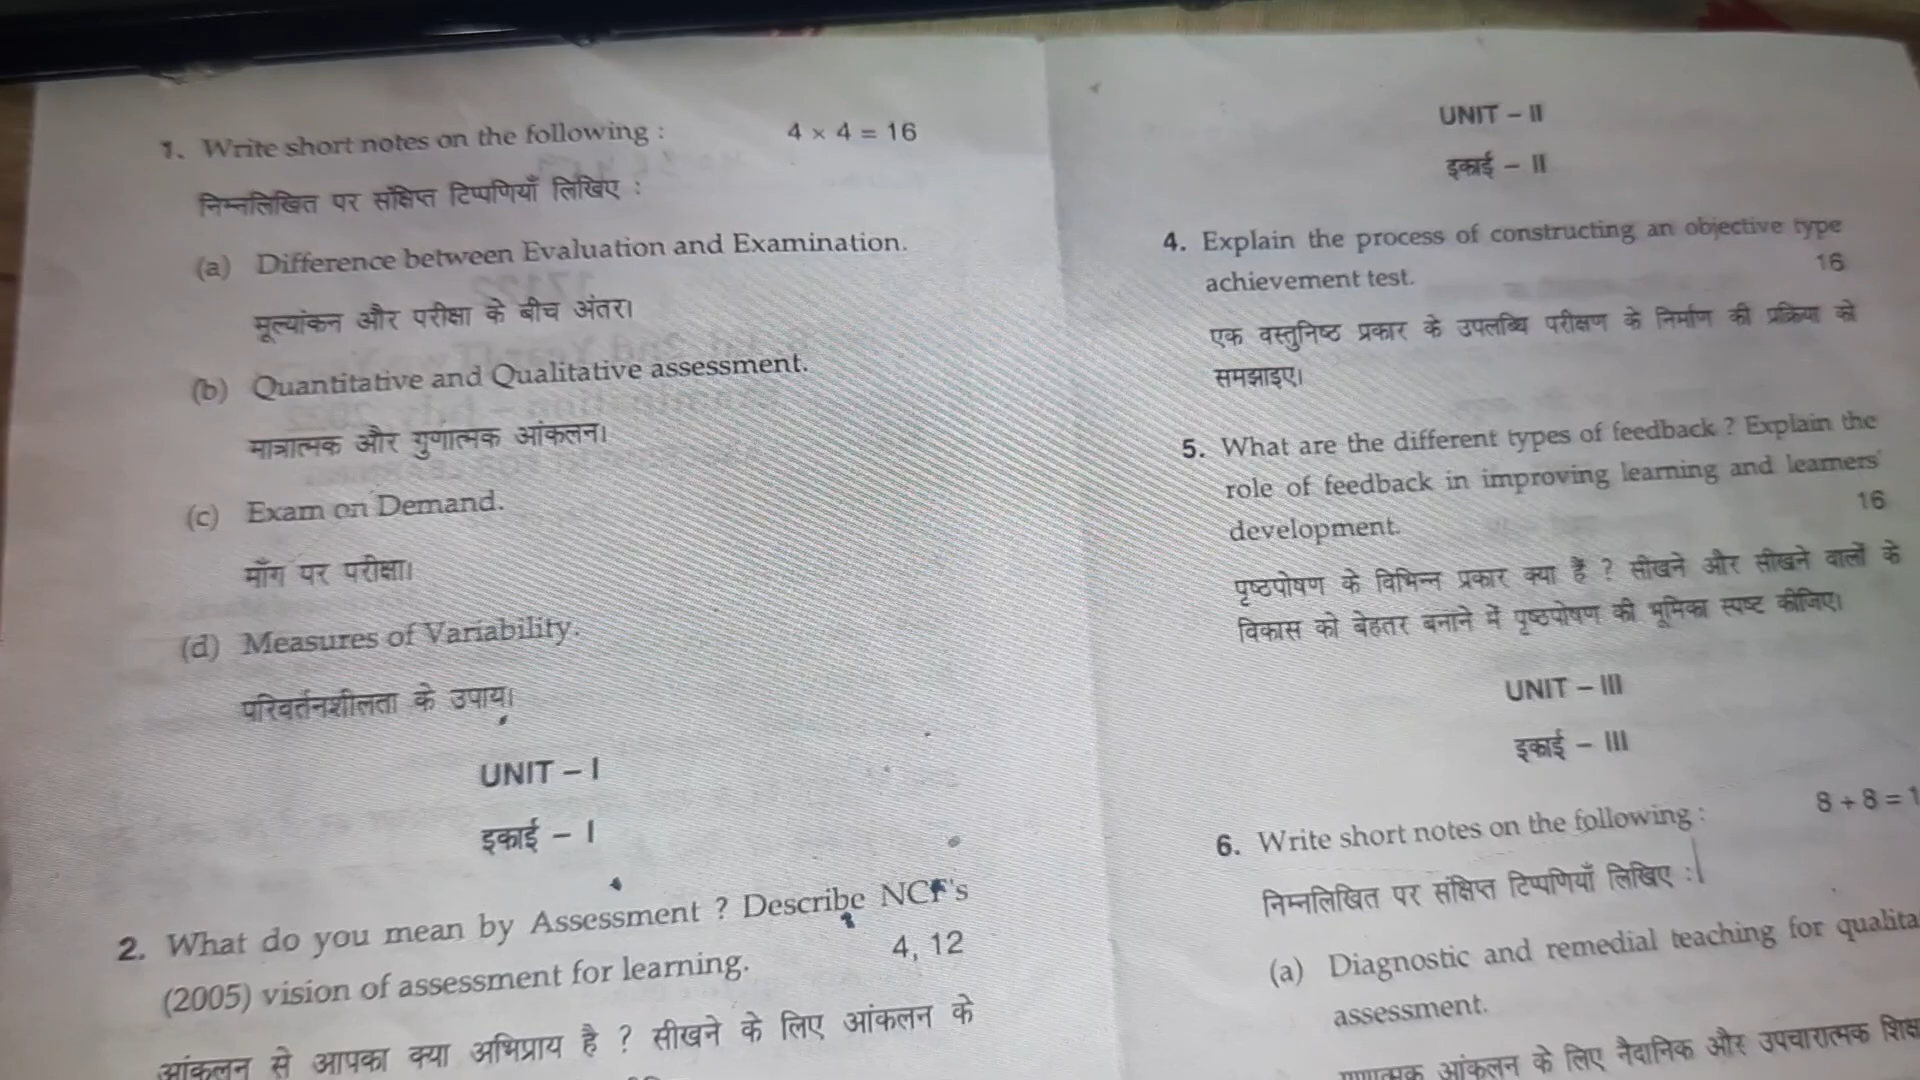 1. Write short notes on the following : 4 × 4 = 16
निम्नलिखित पर संक्षिप्त टिप्पणियाँ लिखिए :
(a) Difference between Evaluation and Examination.
मूल्यांकन और परीक्षा के बीच अंतर।
(b) Quantitative and Qualitative assessment.
मात्रात्मक और गुणात्मक आंकलन।
(c) Exam on Demand.
माँग पर परीक्षा।
(d) Measures of Variability.
परिवर्तनशीलता के उपाय।
UNIT – I
इकाई – I
2. What do you mean by Assessment ? Describe NCF's
(2005) vision of assessment for learning. 4, 12
आंकलन से आपका क्या अभिप्राय है ? सीखने के लिए आंकलन के
UNIT – II
इकाई – II
4. Explain the process of constructing an objective type
achievement test. 16
एक वस्तुनिष्ठ प्रकार के उपलब्धि परीक्षण के निर्माण की प्रक्रिया को
समझाइए।
5. What are the different types of feedback ? Explain the
role of feedback in improving learning and learners'
development. 16
पृष्ठपोषण के विभिन्न प्रकार क्या हैं ? सीखने और सीखने वालों के
विकास को बेहतर बनाने में पृष्ठपोषण की भूमिका स्पष्ट कीजिए।
UNIT – III
इकाई – III
6. Write short notes on the following : 8 + 8 = 1
निम्नलिखित पर संक्षिप्त टिप्पणियाँ लिखिए :
(a) Diagnostic and remedial teaching for qualita
assessment.
आंकलन के लिए नैदानिक और उपचारात्मक शिक्ष